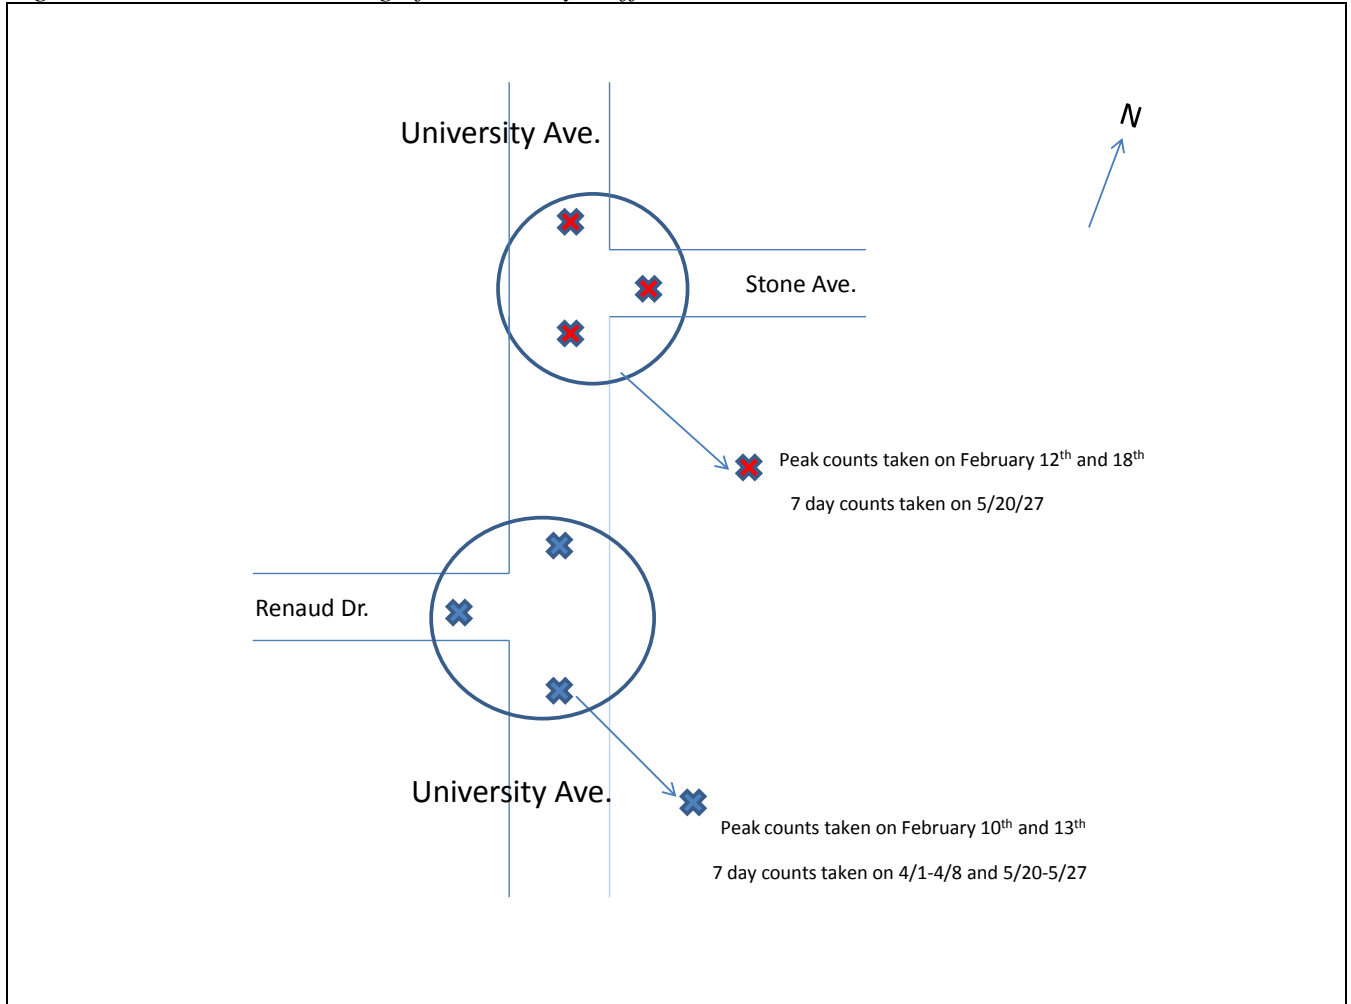 University Ave.
N
Stone Ave.
Peak counts taken on February 12th and 18th
7 day counts taken on 5/20/27
Renaud Dr.
University Ave.
Peak counts taken on February 10th and 13th
7 day counts taken on 4/1-4/8 and 5/20-5/27